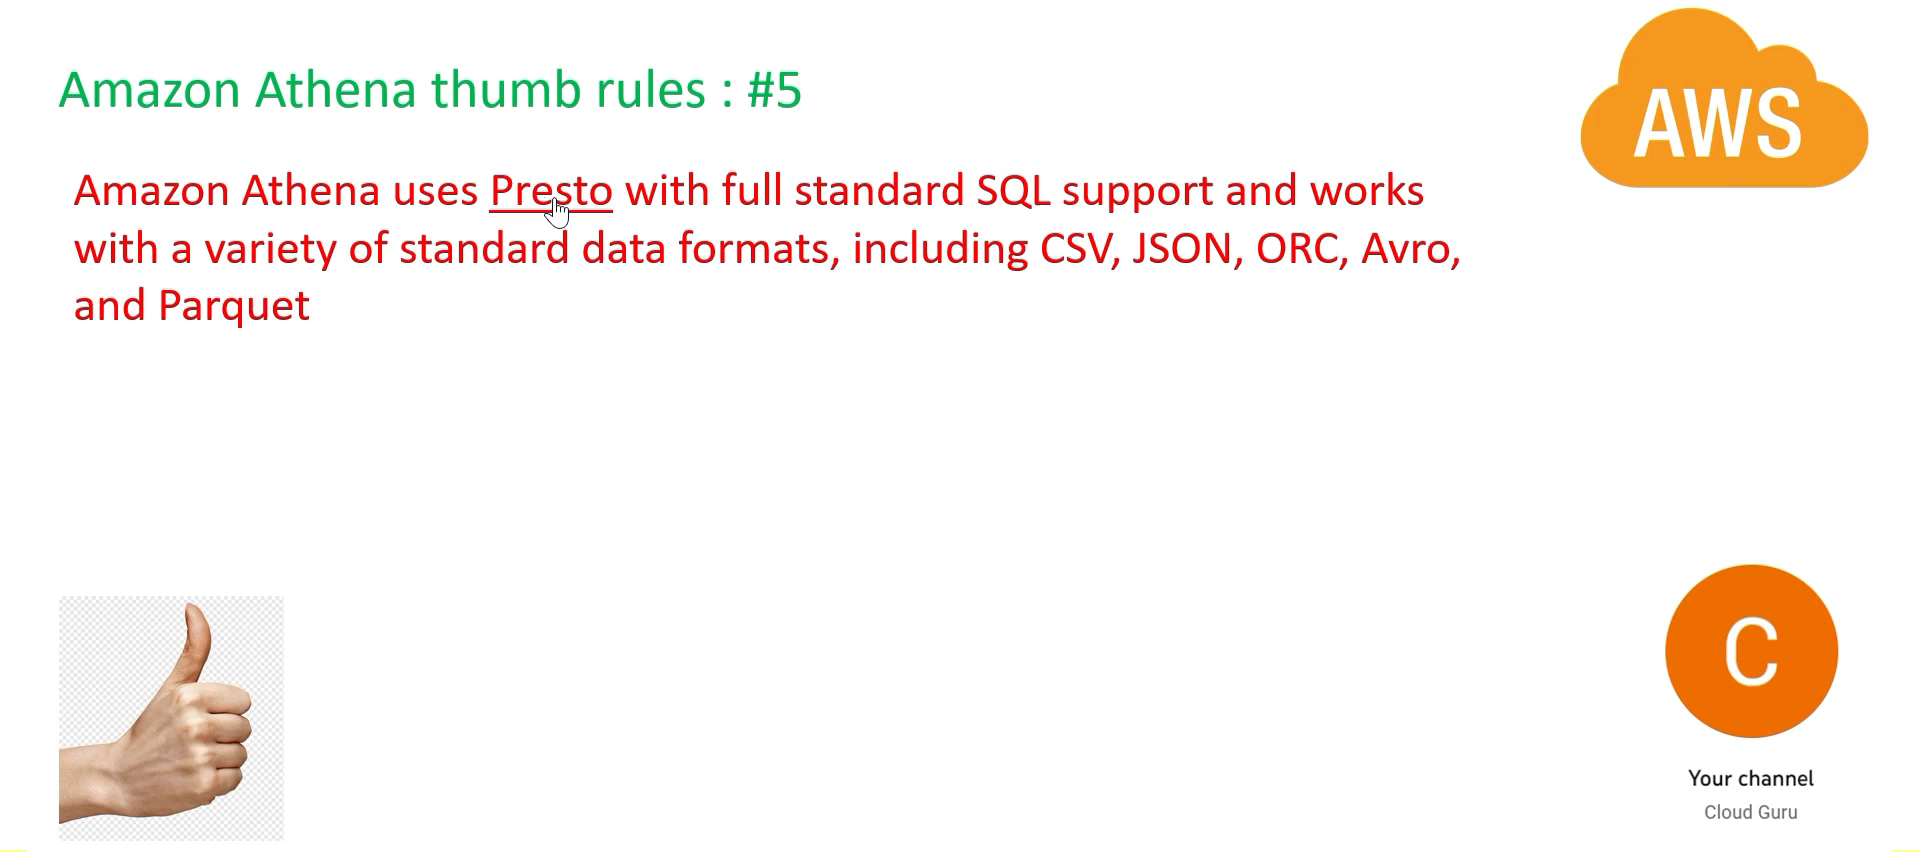 Amazon Athena thumb rules : #5
AWS
Amazon Athena uses Presto with full standard SQL support and works
with a variety of standard data formats, including CSV, JSON, ORC, Avro,
and Parquet
C
Your channel
Cloud Guru